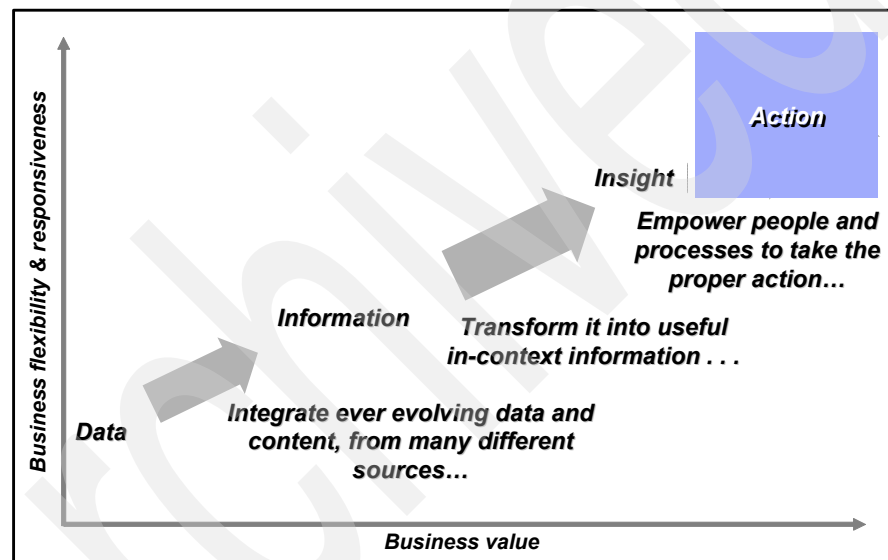 Business flexibility & responsiveness
Action
Insight
Empower people and
processes to take the
proper action…
Information
Transform it into useful
in-context information . . .
Data
Integrate ever evolving data and
content, from many different
sources…
Business value